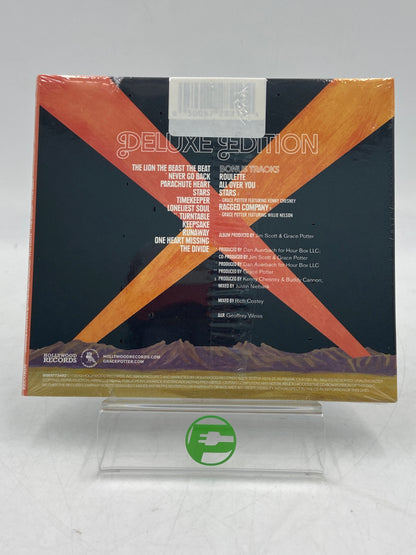 DELUXE EDITION
THE LION THE BEAST THE BEAT
NEVER GO BACK
PARACHUTE HEART
STARS
TIMEKEEPER
LONELIEST SOUL
TURNTABLE
KEEPSAKE
RUNAWAY
ONE HEART MISSING
THE DIVIDE
BONUS TRACKS
ROULETTE
ALL OVER YOU
STARS
- GRACE POTTER FEATURING KENNY CHESNEY
RAGGED COMPANY
- GRACE POTTER FEATURING WILLIE NELSON
ALBUM PRODUCED BY Jim Scott & Grace Potter
PRODUCED BY Dan Auerbach for Hour Box LLC.
CO-PRODUCED BY Jim Scott & Grace Potter
PRODUCED BY Dan Auerbach for Hour Box LLC
PRODUCED BY Grace Potter
PRODUCED BY Kenny Chesney & Buddy Cannon,
MIXED BY Justin Niebank
MIXED BY Rich Costey
A&R Geoffrey Weiss
HOLLYWOOD
RECORDS
HOLLYWOODRECORDS.COM
GRACEPOTTER.COM